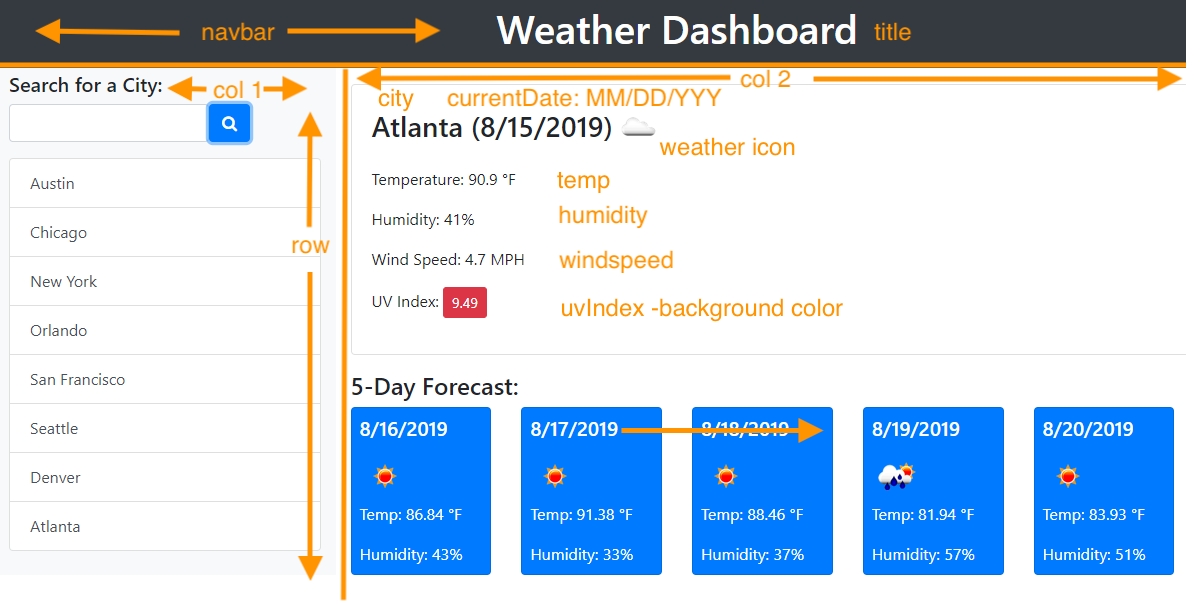 navbar Weather Dashboard title
Search for a City: col 1
col 2
city currentDate: MM/DD/YYY
Atlanta (8/15/2019)
weather icon
Temperature: 90.9 °F temp
Humidity: 41% humidity
Wind Speed: 4.7 MPH windspeed
UV Index: 9.49 uvIndex -background color
Austin
Chicago
row
New York
Orlando
San Francisco
Seattle
Denver
Atlanta
5-Day Forecast:
8/16/2019
Temp: 86.84 °F
Humidity: 43%
8/17/2019
Temp: 91.38 °F
Humidity: 33%
8/18/2019
Temp: 88.46 °F
Humidity: 37%
8/19/2019
Temp: 81.94 °F
Humidity: 57%
8/20/2019
Temp: 83.93 °F
Humidity: 51%